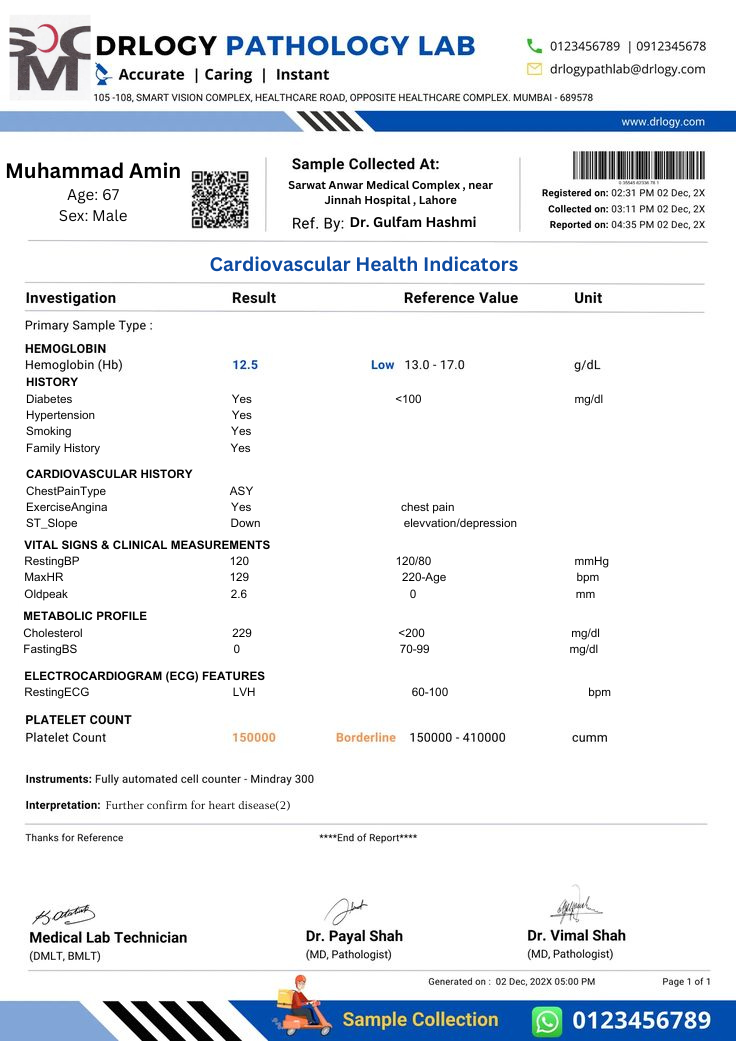 DRLOGY PATHOLOGY LAB
Accurate | Caring | Instant
0123456789 | 0912345678
drlogypathlab@drlogy.com
105 -108, SMART VISION COMPLEX, HEALTHCARE ROAD, OPPOSITE HEALTHCARE COMPLEX. MUMBAI - 689578
www.drlogy.com
Muhammad Amin
Age: 67
Sex: Male
Sample Collected At:
Sarwat Anwar Medical Complex , near
Jinnah Hospital , Lahore
Ref. By: Dr. Gulfam Hashmi
Registered on: 02:31 PM 02 Dec, 2X
Collected on: 03:11 PM 02 Dec, 2X
Reported on: 04:35 PM 02 Dec, 2X
Cardiovascular Health Indicators
Investigation Result Reference Value Unit
Primary Sample Type :
HEMOGLOBIN
Hemoglobin (Hb) 12.5 Low 13.0 - 17.0 g/dL
HISTORY
Diabetes Yes <100 mg/dl
Hypertension Yes
Smoking Yes
Family History Yes
CARDIOVASCULAR HISTORY
ChestPainType ASY
ExerciseAngina Yes chest pain
ST_Slope Down elevvation/depression
VITAL SIGNS & CLINICAL MEASUREMENTS
RestingBP 120 120/80 mmHg
MaxHR 129 220-Age bpm
Oldpeak 2.6 0 mm
METABOLIC PROFILE
Cholesterol 229 <200 mg/dl
FastingBS 0 70-99 mg/dl
ELECTROCARDIOGRAM (ECG) FEATURES
RestingECG LVH 60-100 bpm
PLATELET COUNT
Platelet Count 150000 Borderline 150000 - 410000 cumm
Instruments: Fully automated cell counter - Mindray 300
Interpretation: Further confirm for heart disease(2)
Thanks for Reference ****End of Report****
Medical Lab Technician
(DMLT, BMLT)
Dr. Payal Shah
(MD, Pathologist)
Dr. Vimal Shah
(MD, Pathologist)
Generated on : 02 Dec, 202X 05:00 PM Page 1 of 1
Sample Collection 0123456789